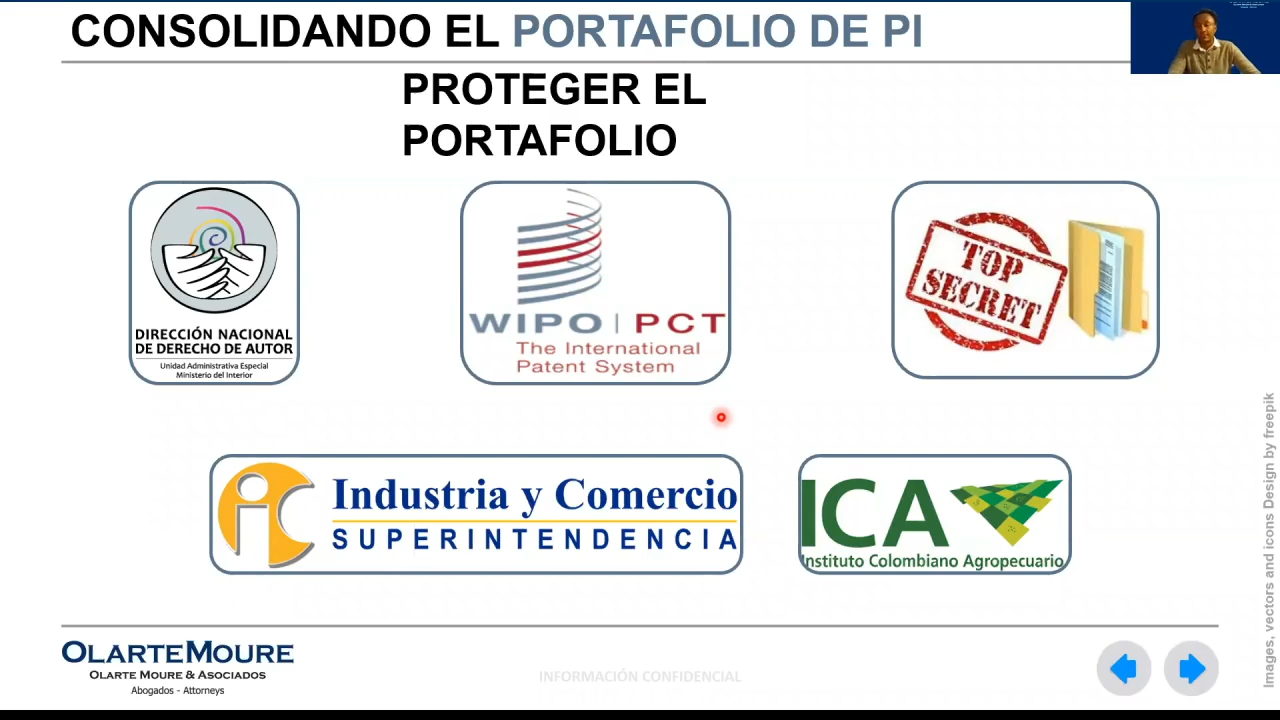 CONSOLIDANDO EL PORTAFOLIO DE PI
PROTEGER EL
PORTAFOLIO
DIRECCIÓN NACIONAL
DE DERECHO DE AUTOR
Unidad Administrativa Especial
Ministerio del Interior
WIPO | PCT
The International
Patent System
TOP
SECRET
Industria y Comercio
SUPERINTENDENCIA
ICA
Instituto Colombiano Agropecuario
Images, vectors and icons Design by freepik
OLARTEMOURE
OLARTE MOURE & ASOCIADOS
Abogados - Attorneys
INFORMACIÓN CONFIDENCIAL